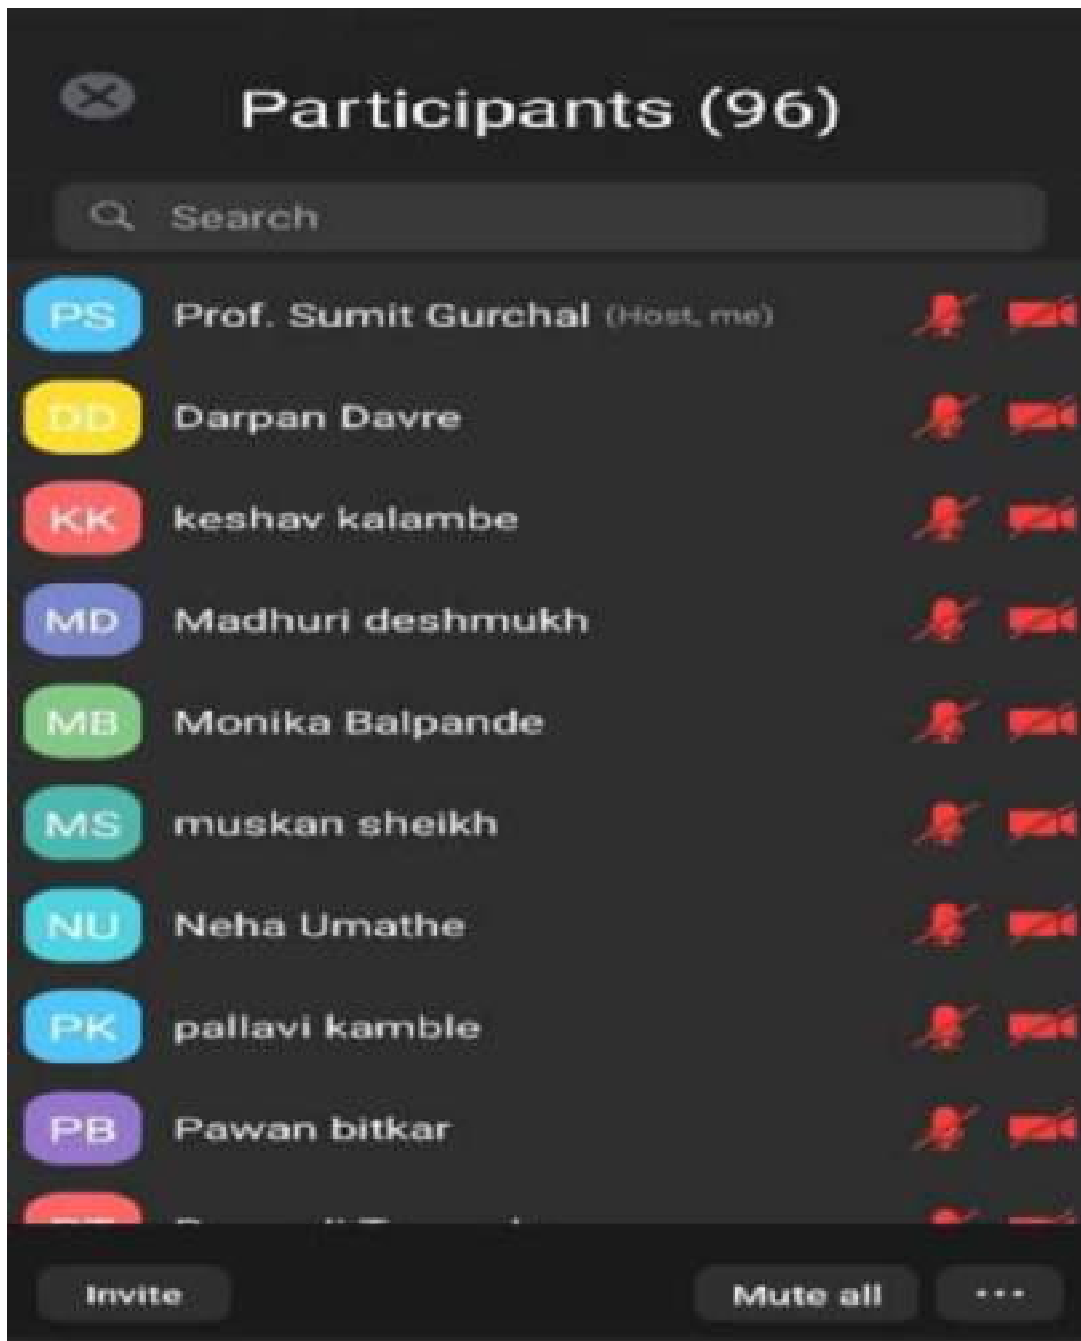 Participants (96)
Search
PS Prof. Sumit Gurchal (Host, me)
DD Darpan Davre
KK keshav kalambe
MD Madhuri deshmukh
MB Monika Balpande
MS muskan sheikh
NU Neha Umathe
PK pallavi kamble
PB Pawan bitkar
Invite Mute all ...